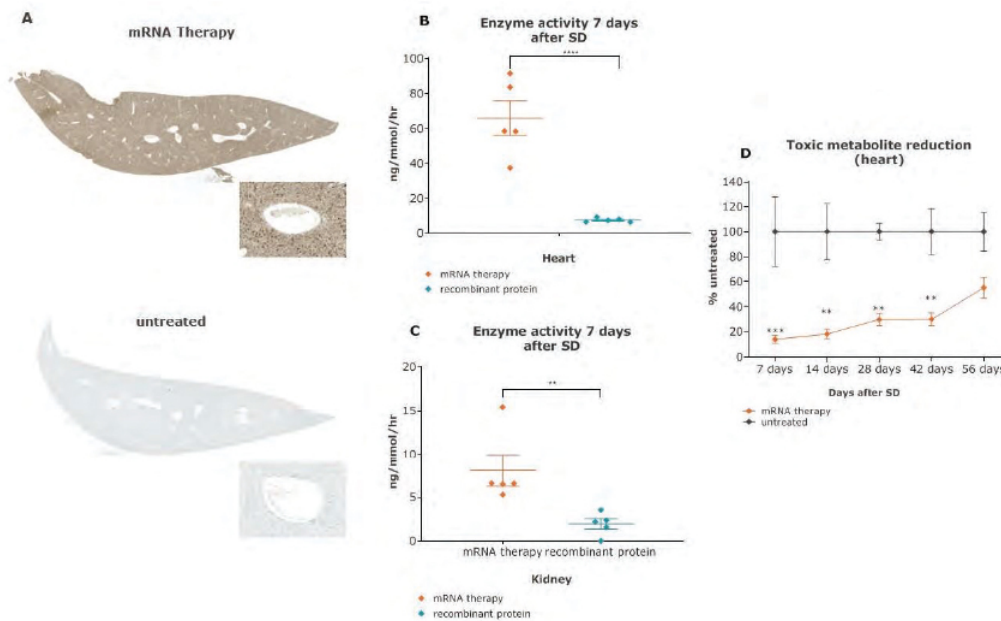 A
mRNA Therapy
untreated
B
Enzyme activity 7 days
after SD
****
ng/mmol/hr
100
80
60
40
20
0
Heart
mRNA therapy
recombinant protein
C
Enzyme activity 7 days
after SD
**
ng/mmol/hr
20
15
10
5
0
mRNA therapy recombinant protein
Kidney
mRNA therapy
recombinant protein
D
Toxic metabolite reduction
(heart)
% untreated
140
120
100
80
60
40
20
0
*** ** ** **
7 days 14 days 28 days 42 days 56 days
Days after SD
mRNA therapy
untreated